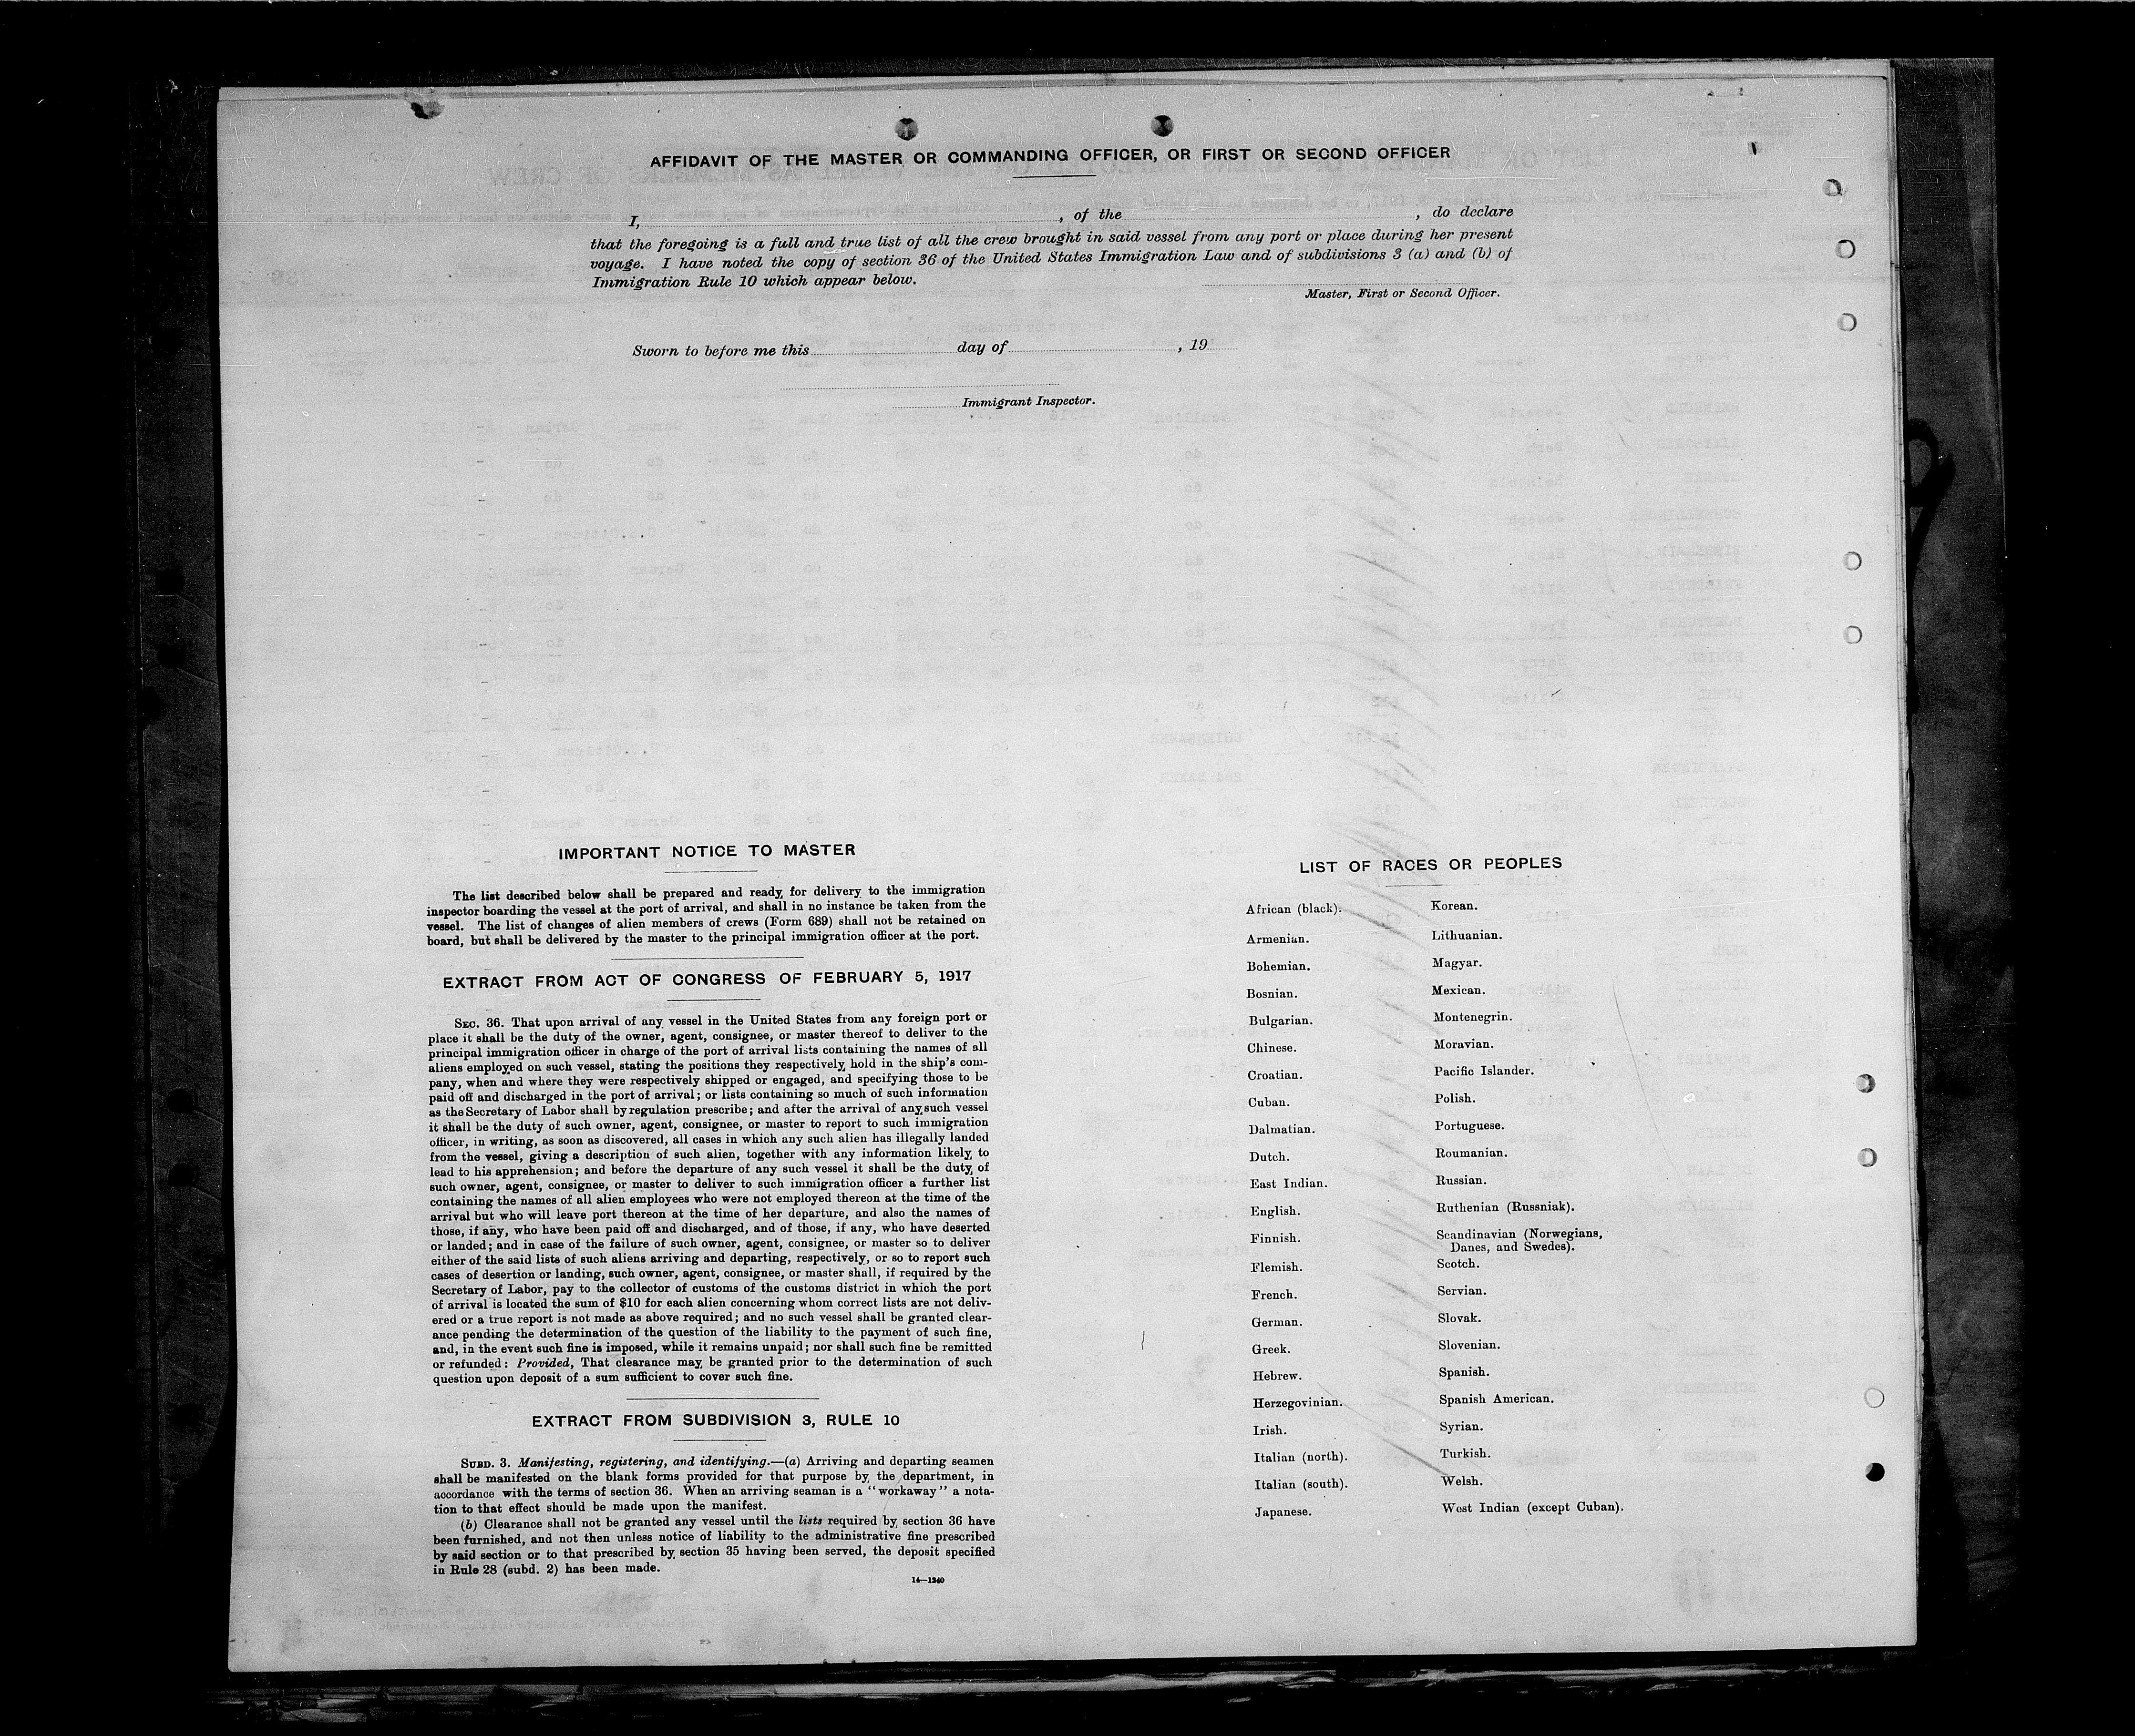 AFFIDAVIT OF THE MASTER OR COMMANDING OFFICER, OR FIRST OR SECOND OFFICER
I, , of the , do declare
that the foregoing is a full and true list of all the crew brought in said vessel from any port or place during her present
voyage. I have noted the copy of section 36 of the United States Immigration Law and of subdivisions 3 (a) and (b) of
Immigration Rule 10 which appear below.
Master, First or Second Officer.
Sworn to before me this day of , 19
Immigrant Inspector.
IMPORTANT NOTICE TO MASTER
The list described below shall be prepared and ready for delivery to the immigration
inspector boarding the vessel at the port of arrival, and shall in no instance be taken from the
vessel. The list of changes of alien members of crews (Form 689) shall not be retained on
board, but shall be delivered by the master to the principal immigration officer at the port.
EXTRACT FROM ACT OF CONGRESS OF FEBRUARY 5, 1917
SEC. 36. That upon arrival of any vessel in the United States from any foreign port or
place it shall be the duty of the owner, agent, consignee, or master thereof to deliver to the
principal immigration officer in charge of the port of arrival lists containing the names of all
aliens employed on such vessel, stating the positions they respectively hold in the ship's com-
pany, when and where they were respectively shipped or engaged, and specifying those to be
paid off and discharged in the port of arrival; or lists containing so much of such information
as the Secretary of Labor shall by regulation prescribe; and after the arrival of any such vessel
it shall be the duty of such owner, agent, consignee, or master to report to such immigration
officer, in writing, as soon as discovered, all cases in which any such alien has illegally landed
from the vessel, giving a description of such alien, together with any information likely to
lead to his apprehension; and before the departure of any such vessel it shall be the duty of
such owner, agent, consignee, or master to deliver to such immigration officer a further list
containing the names of all alien employees who were not employed thereon at the time of the
arrival but who will leave port thereon at the time of her departure, and also the names of
those, if any, who have been paid off and discharged, and of those, if any, who have deserted
or landed; and in case of the failure of such owner, agent, consignee, or master so to deliver
either of the said lists of such aliens arriving and departing, respectively, or so to report such
cases of desertion or landing, such owner, agent, consignee, or master shall, if required by the
Secretary of Labor, pay to the collector of customs of the customs district in which the port
of arrival is located the sum of $10 for each alien concerning whom correct lists are not deliv-
ered or a true report is not made as above required; and no such vessel shall be granted clear-
ance pending the determination of the question of the liability to the payment of such fine,
and, in the event such fine is imposed, while it remains unpaid; nor shall such fine be remitted
or refunded: Provided, That clearance may be granted prior to the determination of such
question upon deposit of a sum sufficient to cover such fine.
EXTRACT FROM SUBDIVISION 3, RULE 10
SUBD. 3. Manifesting, registering, and identifying.—(a) Arriving and departing seamen
shall be manifested on the blank forms provided for that purpose by the department, in
accordance with the terms of section 36. When an arriving seaman is a "workaway" a nota-
tion to that effect should be made upon the manifest.
(b) Clearance shall not be granted any vessel until the lists required by section 36 have
been furnished, and not then unless notice of liability to the administrative fine prescribed
by said section or to that prescribed by section 35 having been served, the deposit specified
in Rule 28 (subd. 2) has been made.
14—1240
LIST OF RACES OR PEOPLES
African (black).
Armenian.
Bohemian.
Bosnian.
Bulgarian.
Chinese.
Croatian.
Cuban.
Dalmatian.
Dutch.
East Indian.
English.
Finnish.
Flemish.
French.
German.
Greek.
Hebrew.
Herzegovinian.
Irish.
Italian (north).
Italian (south).
Japanese.
Korean.
Lithuanian.
Magyar.
Mexican.
Montenegrin.
Moravian.
Pacific Islander.
Polish.
Portuguese.
Roumanian.
Russian.
Ruthenian (Russniak).
Scandinavian (Norwegians,
Danes, and Swedes).
Scotch.
Servian.
Slovak.
Slovenian.
Spanish.
Spanish American.
Syrian.
Turkish.
Welsh.
West Indian (except Cuban).